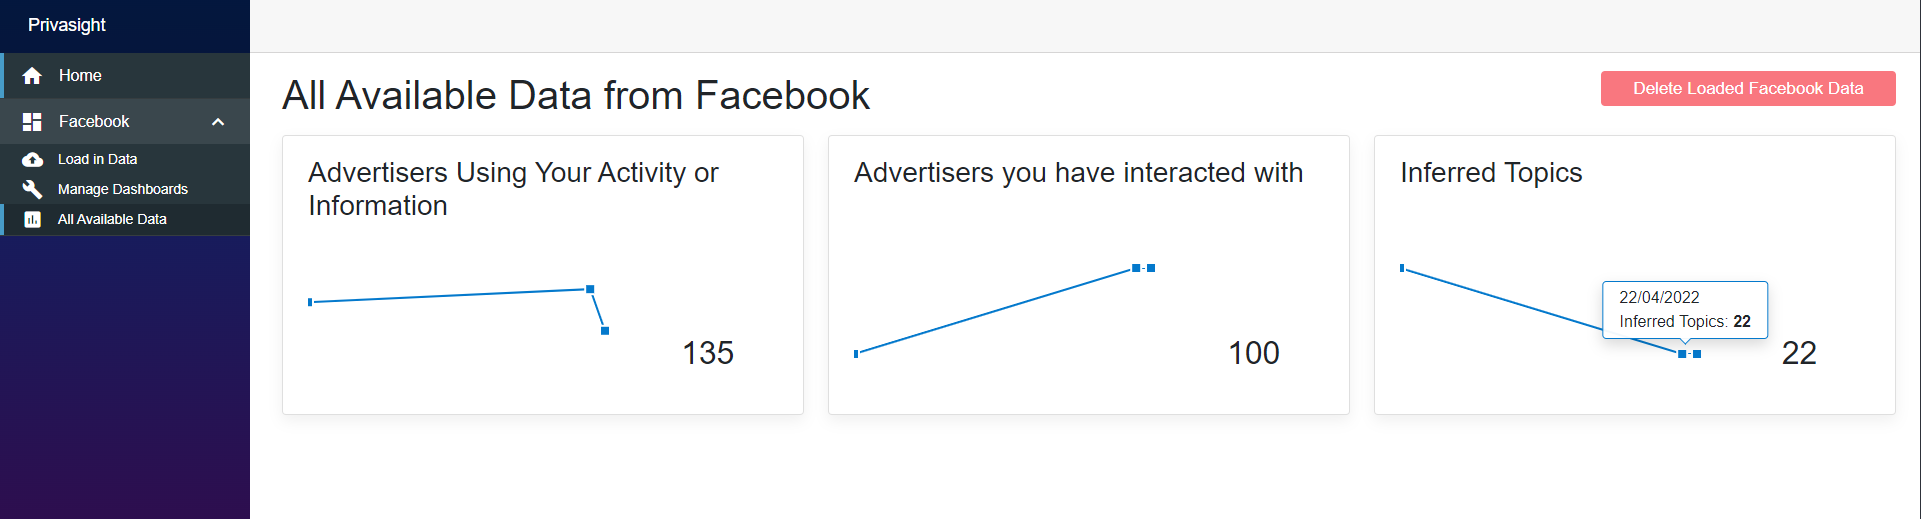 Privasight
Home
Facebook
Load in Data
Manage Dashboards
All Available Data
All Available Data from Facebook
Delete Loaded Facebook Data
Advertisers Using Your Activity or
Information
135
Advertisers you have interacted with
100
Inferred Topics
22/04/2022
Inferred Topics: 22
22